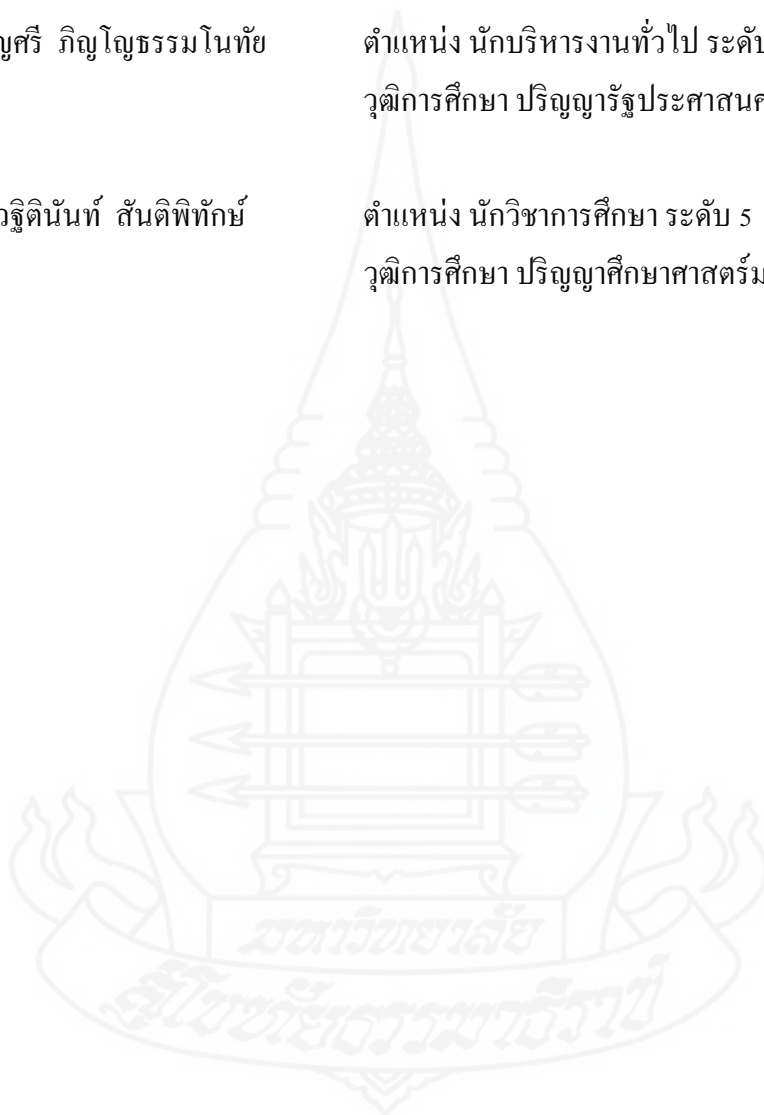 ญศรี ภิญโญธรรมโนทัย ตำแหน่ง นักบริหารงานทั่วไป ระดับ
วุฒิการศึกษา ปริญญารัฐประศาสนศ
วฐิตินันท์ สันติพิทักษ์ ตำแหน่ง นักวิชาการศึกษา ระดับ 5
วุฒิการศึกษา ปริญญาศึกษาศาสตร์ม
มหาวิทยาลัย
สุโขทัยธรรมาธิราช